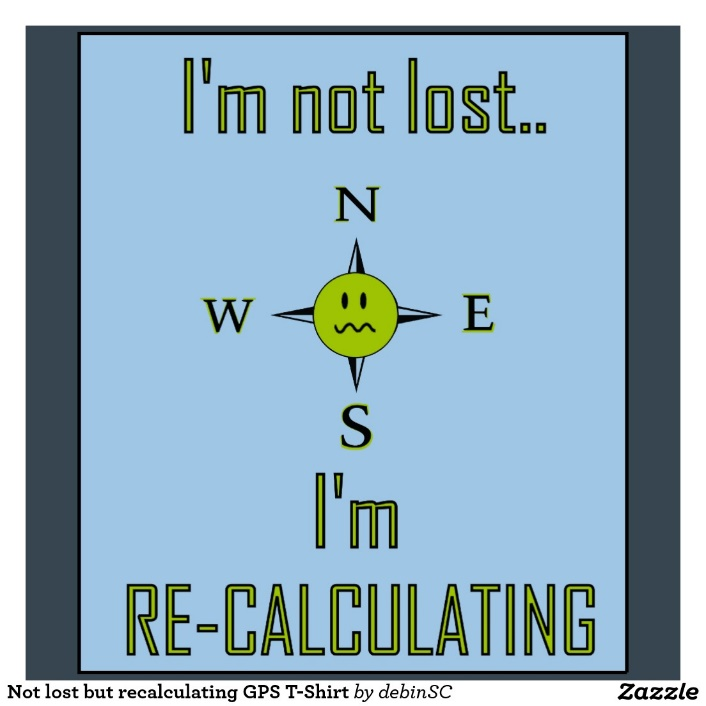 I'm not lost..
N
W E
S
I'm
RE-CALCULATING
Not lost but recalculating GPS T-Shirt by debinSC Zazzle